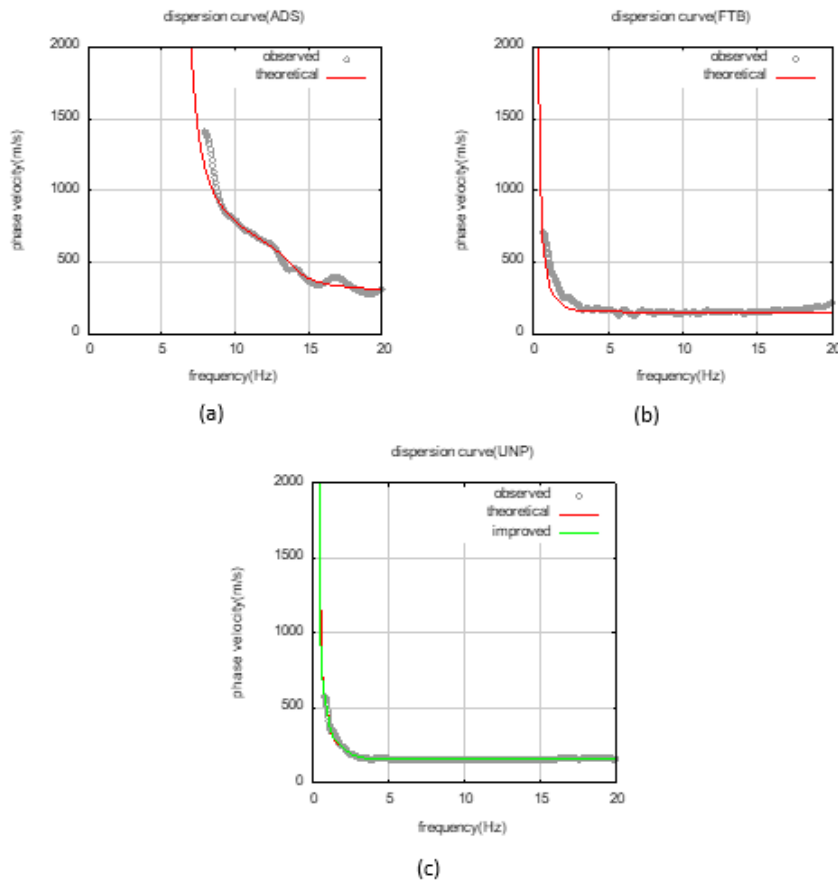 dispersion curve(ADS)
2000
1500
1000
500
0
phase velocity(m/s)
observed
theoretical
0 5 10 15 20
frequency(Hz)
(a)
dispersion curve(FTB)
2000
1500
1000
500
0
phase velocity(m/s)
observed
theoretical
0 5 10 15 20
frequency(Hz)
(b)
dispersion curve(UNP)
2000
1500
1000
500
0
phase velocity(m/s)
observed
theoretical
improved
0 5 10 15 20
frequency(Hz)
(c)